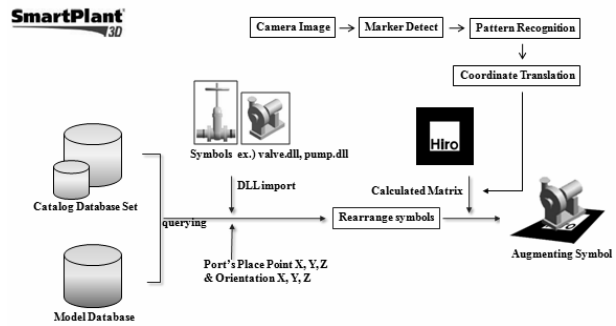 SmartPlant
3D
Camera Image
Marker Detect
Pattern Recognition
Coordinate Translation
Symbols ex.) valve.dll, pump.dll
Hiro
DLL import
Calculated Matrix
Catalog Database Set
querying
Rearrange symbols
Augmenting Symbol
Port's Place Point X, Y, Z
& Orientation X, Y, Z
Model Database